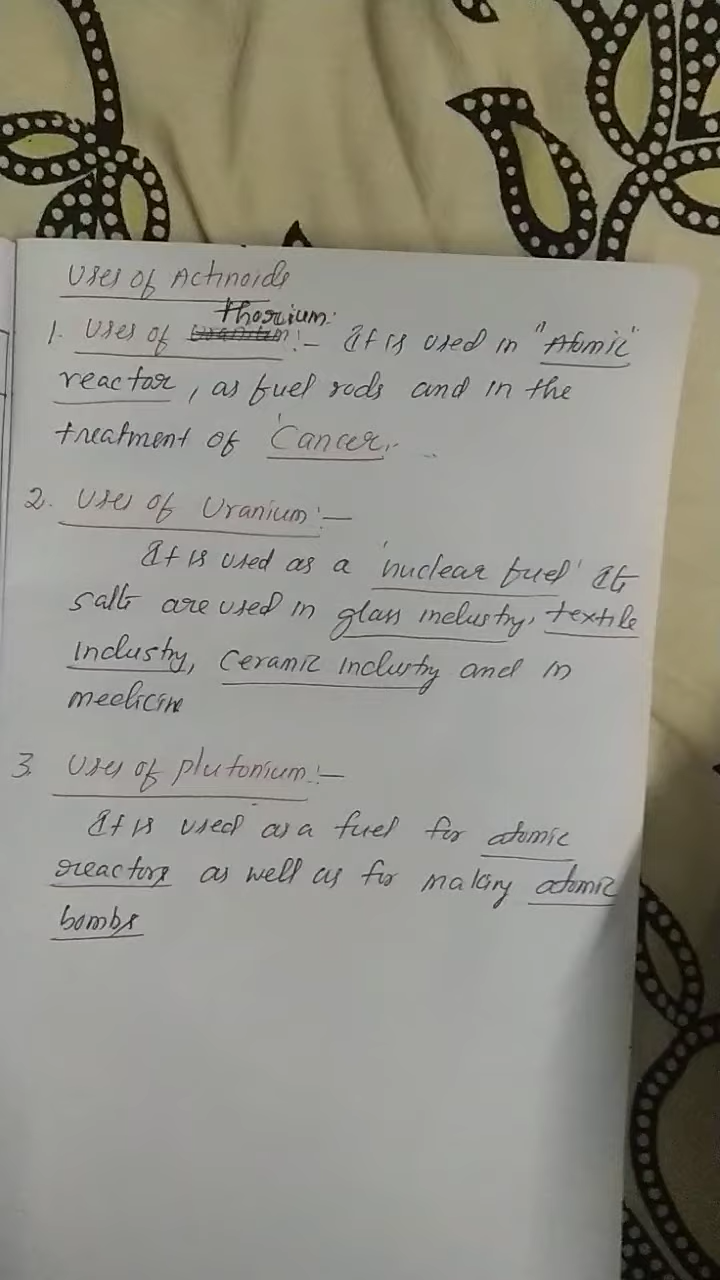 Uses of Actinoids
Thorium:
1. Uses of Uranium:- It is used in "Atomic"
reactor, as fuel rods and in the
treatment of 'Cancer.
2. Uses of Uranium:-
It is used as a 'nuclear fuel' Its
salts are used in glass industry, textile
industry, ceramic industry and in
medicine
3. Uses of plutonium:-
It is used as a fuel for atomic
reactors as well as for making atomic
bombs